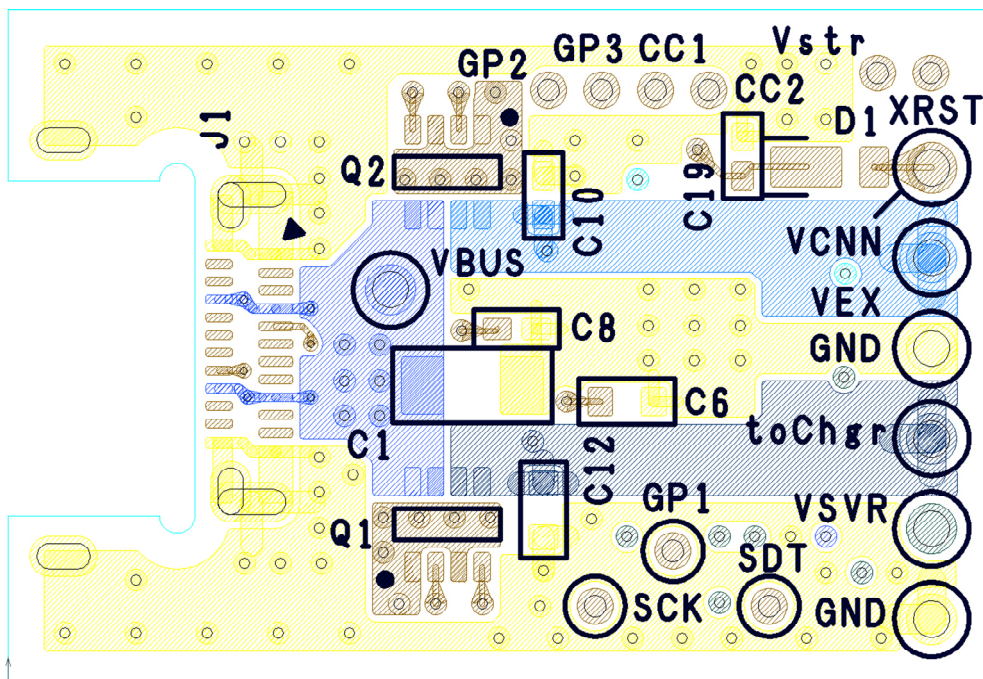 Vstr
GP3 CC1
GP2
CC2
XRST
D1
J1
Q2
C19
C10
VCNN
VBUS
VEX
C8
GND
C6
C1
toChgr
C12
GP1
VSVR
Q1
SDT
SCK
GND